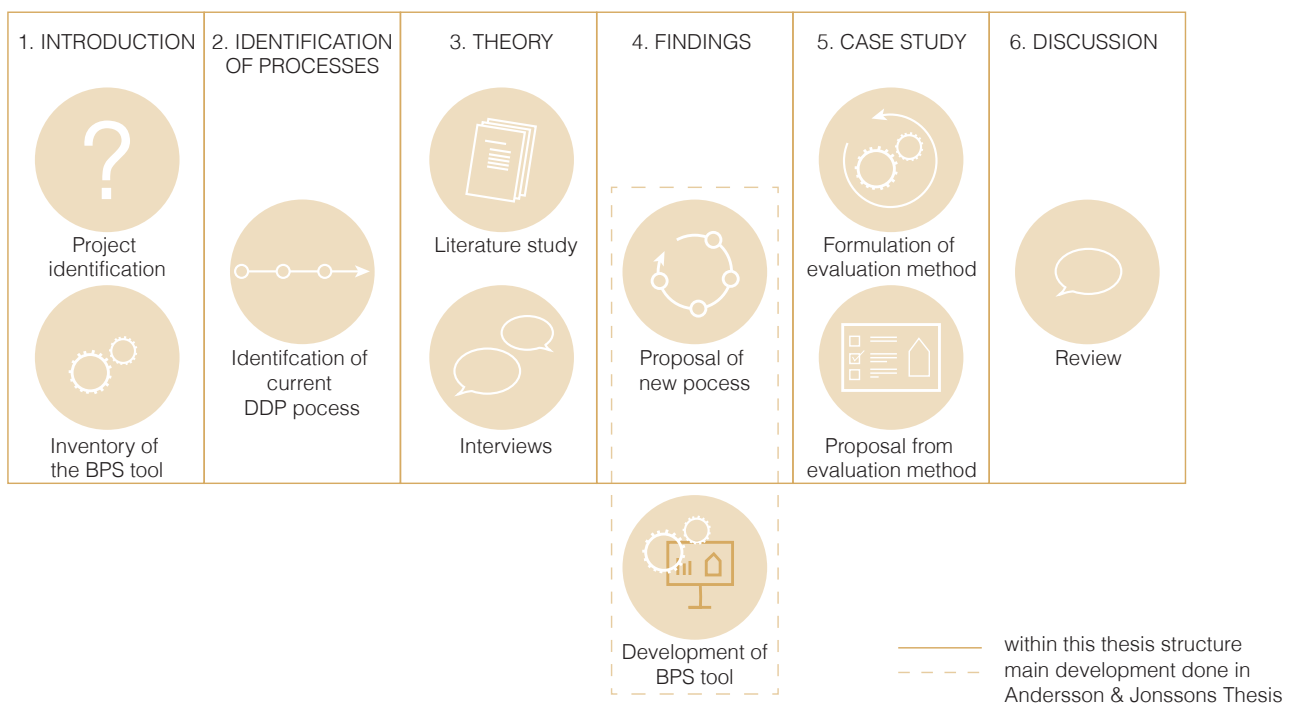 1. INTRODUCTION
Project
identification
Inventory of
the BPS tool
2. IDENTIFICATION
OF PROCESSES
Identifcation of
current
DDP pocess
3. THEORY
Literature study
Interviews
4. FINDINGS
Proposal of
new pocess
Development of
BPS tool
5. CASE STUDY
Formulation of
evaluation method
Proposal from
evaluation method
6. DISCUSSION
Review
within this thesis structure
main development done in
Andersson & Jonssons Thesis